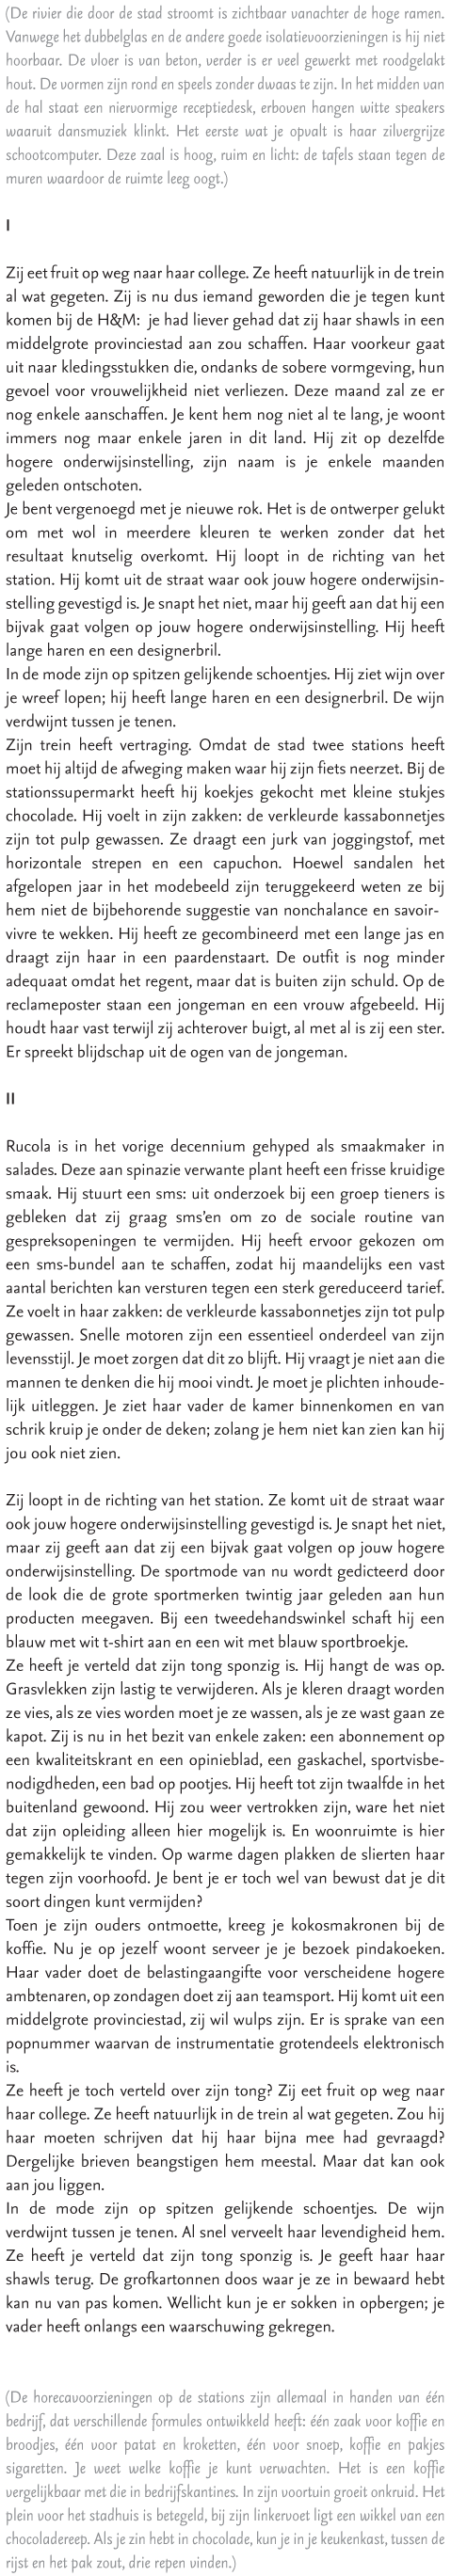 (De rivier die door de stad stroomt is zichtbaar vanachter de hoge ramen.
Vanwege het dubbelglas en de andere goede isolatievoorzieningen is hij niet
hoorbaar. De vloer is van beton, verder is er veel gewerkt met roodgelakt
hout. De vormen zijn rond en speels zonder dwaas te zijn. In het midden van
de hal staat een niervormige receptiedesk, erboven hangen witte speakers
waaruit dansmuziek klinkt. Het eerste wat je opvalt is haar zilvergrijze
schootcomputer. Deze zaal is hoog, ruim en licht: de tafels staan tegen de
muren waardoor de ruimte leeg oogt.)
I
Zij eet fruit op weg naar haar college. Ze heeft natuurlijk in de trein
al wat gegeten. Zij is nu dus iemand geworden die je tegen kunt
komen bij de H&M: je had liever gehad dat zij haar shawls in een
middelgrote provinciestad aan zou schaffen. Haar voorkeur gaat
uit naar kledingsstukken die, ondanks de sobere vormgeving, hun
gevoel voor vrouwelijkheid niet verliezen. Deze maand zal ze er
nog enkele aanschaffen. Je kent hem nog niet al te lang, je woont
immers nog maar enkele jaren in dit land. Hij zit op dezelfde
hogere onderwijsinstelling, zijn naam is je enkele maanden
geleden ontschoten.
Je bent vergenoegd met je nieuwe rok. Het is de ontwerper gelukt
om met wol in meerdere kleuren te werken zonder dat het
resultaat knutselig overkomt. Hij loopt in de richting van het
station. Hij komt uit de straat waar ook jouw hogere onderwijsin-
stelling gevestigd is. Je snapt het niet, maar hij geeft aan dat hij een
bijvak gaat volgen op jouw hogere onderwijsinstelling. Hij heeft
lange haren en een designerbril.
In de mode zijn op spitzen gelijkende schoentjes. Hij ziet wijn over
je wreef lopen; hij heeft lange haren en een designerbril. De wijn
verdwijnt tussen je tenen.
Zijn trein heeft vertraging. Omdat de stad twee stations heeft
moet hij altijd de afweging maken waar hij zijn fiets neerzet. Bij de
stationssupermarkt heeft hij koekjes gekocht met kleine stukjes
chocolade. Hij voelt in zijn zakken: de verkleurde kassabonnetjes
zijn tot pulp gewassen. Ze draagt een jurk van joggingstof, met
horizontale strepen en een capuchon. Hoewel sandalen het
afgelopen jaar in het modebeeld zijn teruggekeerd weten ze bij
hem niet de bijbehorende suggestie van nonchalance en savoir-
vivre te wekken. Hij heeft ze gecombineerd met een lange jas en
draagt zijn haar in een paardenstaart. De outfit is nog minder
adequaat omdat het regent, maar dat is buiten zijn schuld. Op de
reclameposter staan een jongeman en een vrouw afgebeeld. Hij
houdt haar vast terwijl zij achterover buigt, al met al is zij een ster.
Er spreekt blijdschap uit de ogen van de jongeman.
II
Rucola is in het vorige decennium gehyped als smaakmaker in
salades. Deze aan spinazie verwante plant heeft een frisse kruidige
smaak. Hij stuurt een sms: uit onderzoek bij een groep tieners is
gebleken dat zij graag sms'en om zo de sociale routine van
gespreksopeningen te vermijden. Hij heeft ervoor gekozen om
een sms-bundel aan te schaffen, zodat hij maandelijks een vast
aantal berichten kan versturen tegen een sterk gereduceerd tarief.
Ze voelt in haar zakken: de verkleurde kassabonnetjes zijn tot pulp
gewassen. Snelle motoren zijn een essentieel onderdeel van zijn
levensstijl. Je moet zorgen dat dit zo blijft. Hij vraagt je niet aan die
mannen te denken die hij mooi vindt. Je moet je plichten inhoude-
lijk uitleggen. Je ziet haar vader de kamer binnenkomen en van
schrik kruip je onder de deken; zolang je hem niet kan zien kan hij
jou ook niet zien.
Zij loopt in de richting van het station. Ze komt uit de straat waar
ook jouw hogere onderwijsinstelling gevestigd is. Je snapt het niet,
maar zij geeft aan dat zij een bijvak gaat volgen op jouw hogere
onderwijsinstelling. De sportmode van nu wordt gedicteerd door
de look die de grote sportmerken twintig jaar geleden aan hun
producten meegaven. Bij een tweedehandswinkel schaft hij een
blauw met wit t-shirt aan en een wit met blauw sportbroekje.
Ze heeft je verteld dat zijn tong sponzig is. Hij hangt de was op.
Grasvlekken zijn lastig te verwijderen. Als je kleren draagt worden
ze vies, als ze vies worden moet je ze wassen, als je ze wast gaan ze
kapot. Zij is nu in het bezit van enkele zaken: een abonnement op
een kwaliteitskrant en een opinieblad, een gaskachel, sportvisbe-
nodigdheden, een bad op pootjes. Hij heeft tot zijn twaalfde in het
buitenland gewoond. Hij zou weer vertrokken zijn, ware het niet
dat zijn opleiding alleen hier mogelijk is. En woonruimte is hier
gemakkelijk te vinden. Op warme dagen plakken de slierten haar
tegen zijn voorhoofd. Je bent je er toch wel van bewust dat je dit
soort dingen kunt vermijden?
Toen je zijn ouders ontmoette, kreeg je kokosmakronen bij de
koffie. Nu je op jezelf woont serveer je je bezoek pindakoeken.
Haar vader doet de belastingaangifte voor verscheidene hogere
ambtenaren, op zondagen doet zij aan teamsport. Hij komt uit een
middelgrote provinciestad, zij wil wulps zijn. Er is sprake van een
popnummer waarvan de instrumentatie grotendeels elektronisch
is.
Ze heeft je toch verteld over zijn tong? Zij eet fruit op weg naar
haar college. Ze heeft natuurlijk in de trein al wat gegeten. Zou hij
haar moeten schrijven dat hij haar bijna mee had gevraagd?
Dergelijke brieven beangstigen hem meestal. Maar dat kan ook
aan jou liggen.
In de mode zijn op spitzen gelijkende schoentjes. De wijn
verdwijnt tussen je tenen. Al snel verveelt haar levendigheid hem.
Ze heeft je verteld dat zijn tong sponzig is. Je geeft haar haar
shawls terug. De grofkartonnen doos waar je ze in bewaard hebt
kan nu van pas komen. Wellicht kun je er sokken in opbergen; je
vader heeft onlangs een waarschuwing gekregen.
(De horecavoorzieningen op de stations zijn allemaal in handen van één
bedrijf, dat verschillende formules ontwikkeld heeft: één zaak voor koffie en
broodjes, één voor patat en kroketten, één voor snoep, koffie en pakjes
sigaretten. Je weet welke koffie je kunt verwachten. Het is een koffie
vergelijkbaar met die in bedrijfskantines. In zijn voortuin groeit onkruid. Het
plein voor het stadhuis is betegeld, bij zijn linkervoet ligt een wikkel van een
chocoladereep. Als je zin hebt in chocolade, kun je in je keukenkast, tussen de
rijst en het pak zout, drie repen vinden.)